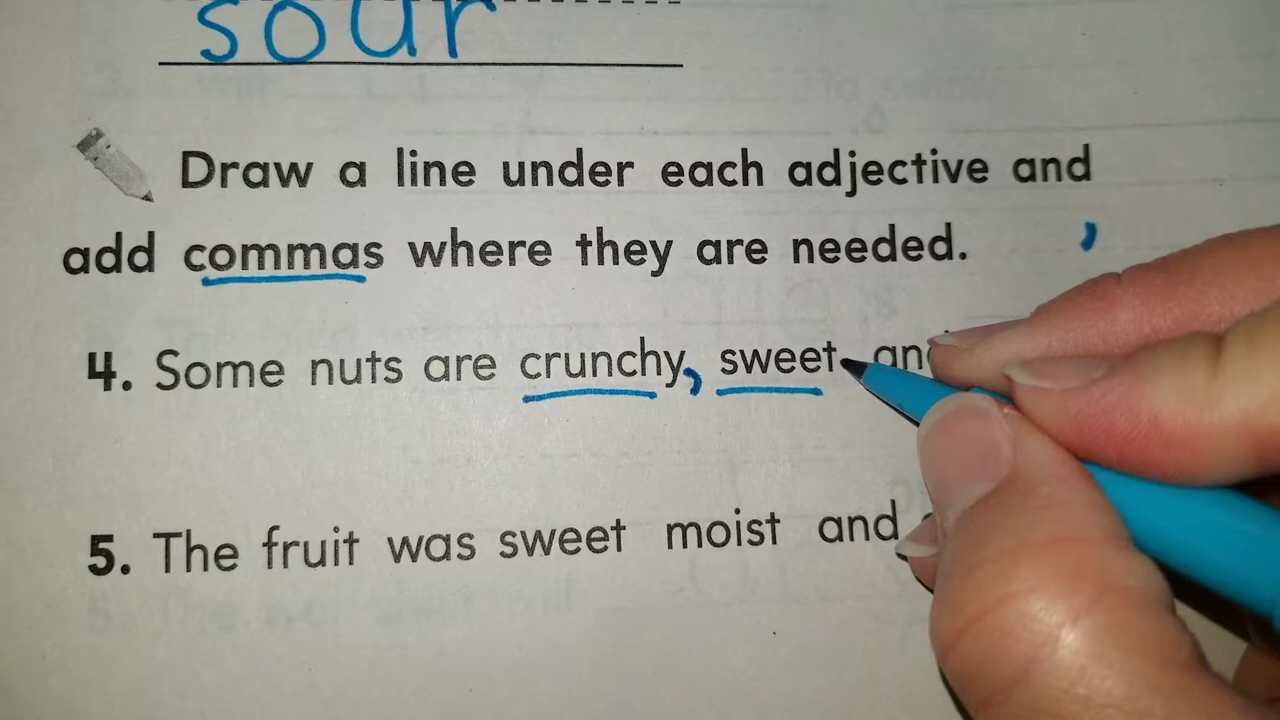 sour
Draw a line under each adjective and
add commas where they are needed.
,
4. Some nuts are crunchy, sweet
5. The fruit was sweet moist and